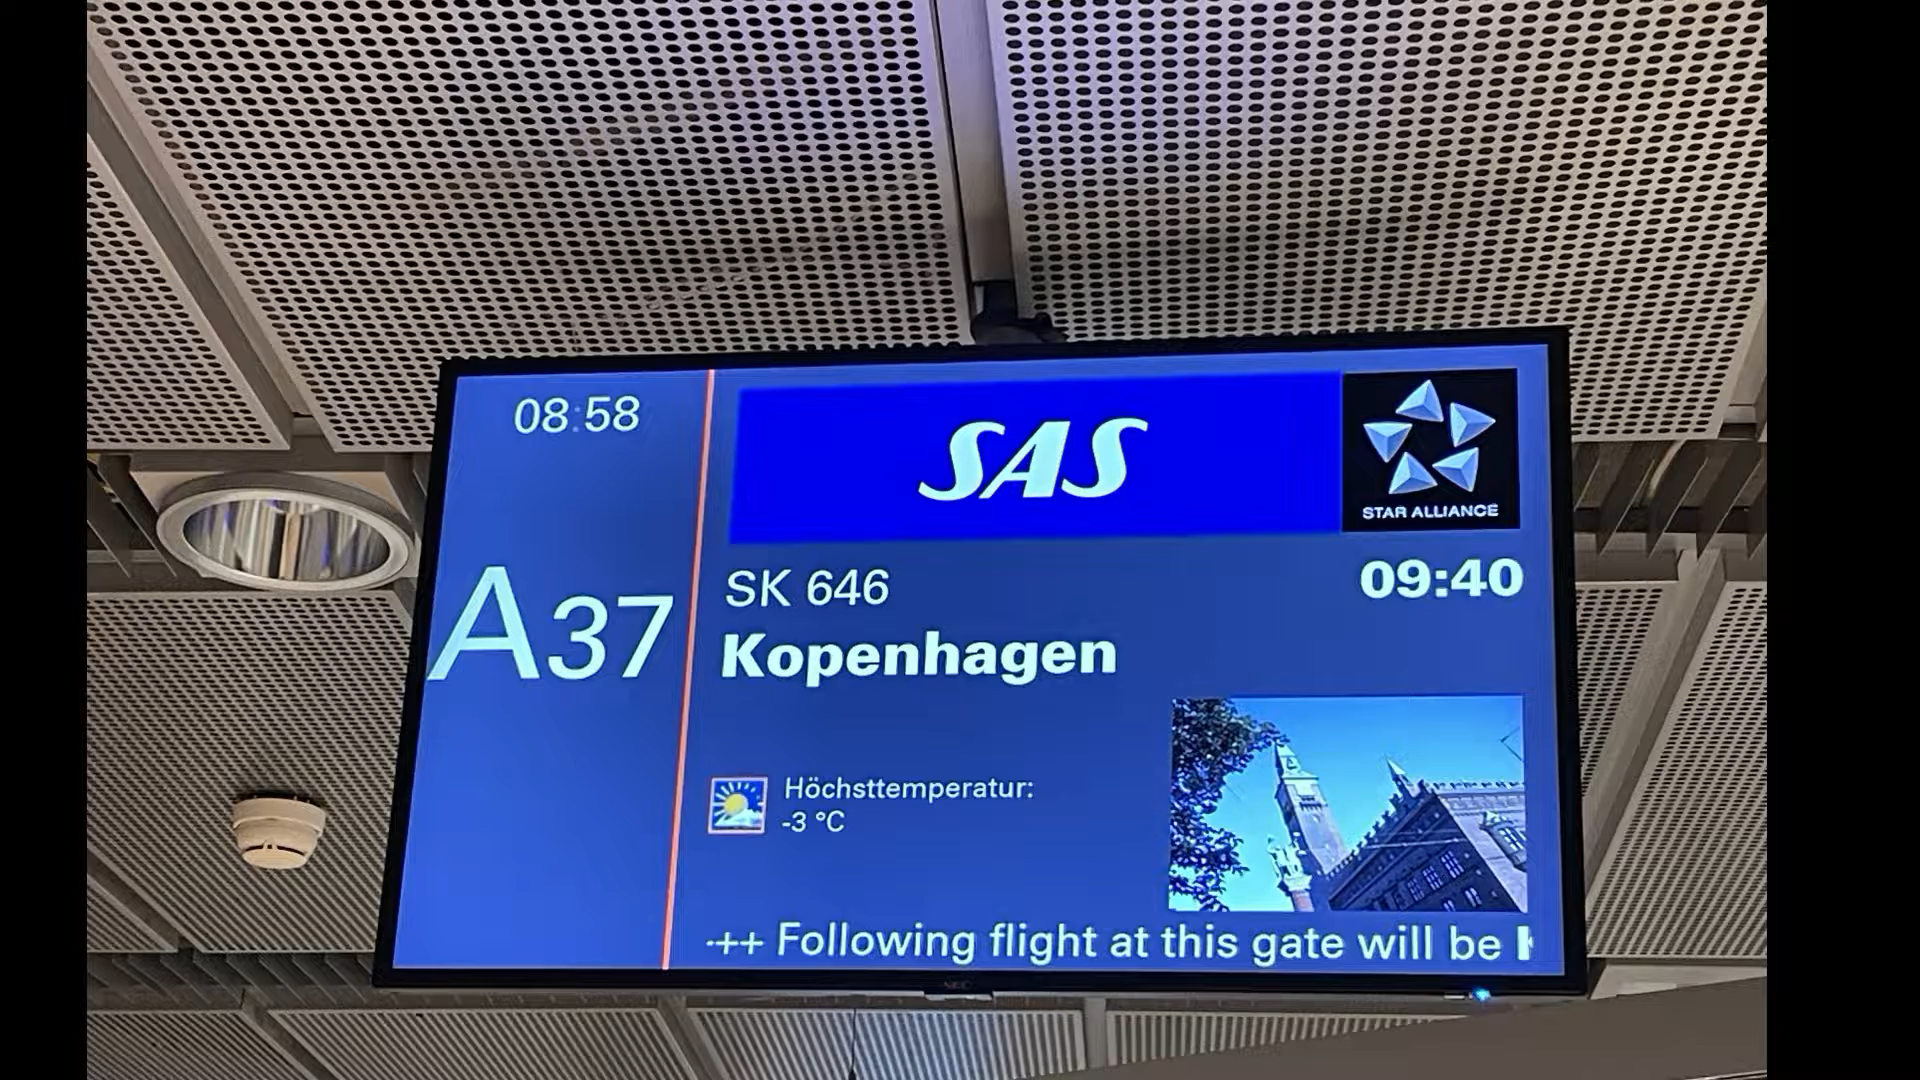 08:58
SAS
STAR ALLIANCE
A37
SK 646
09:40
Kopenhagen
Höchsttemperatur:
-3 °C
++ Following flight at this gate will be